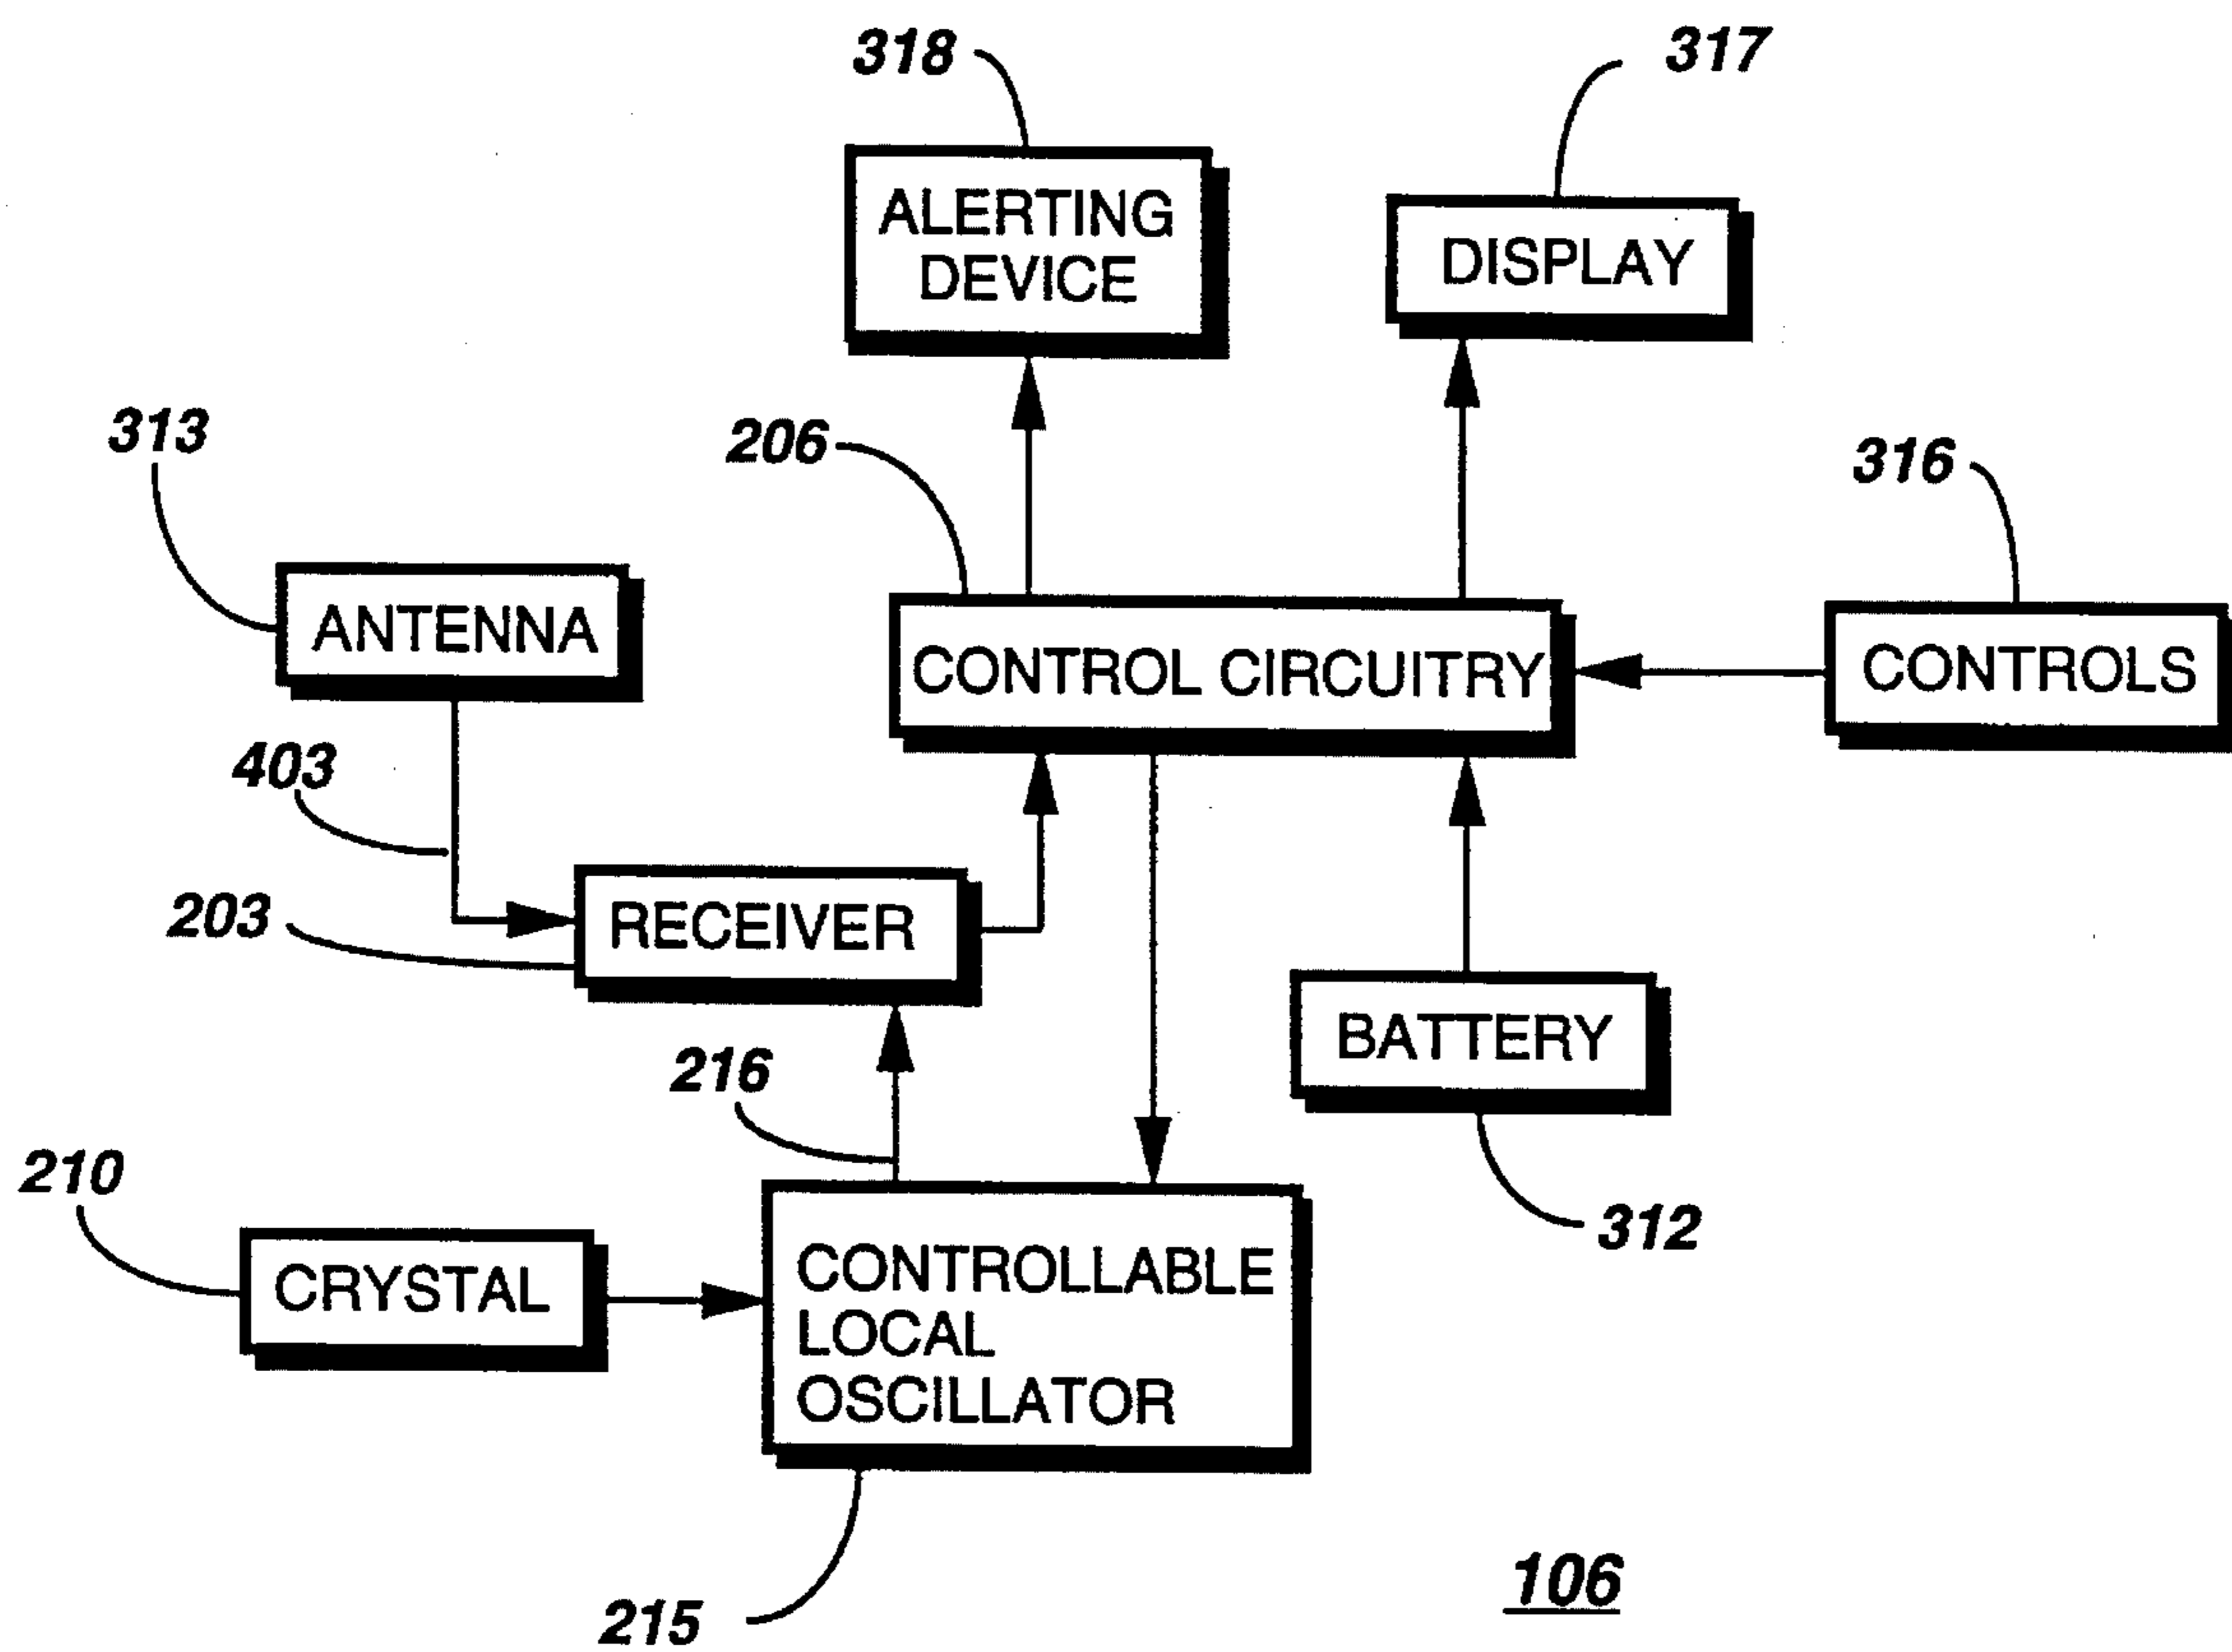 318
317
ALERTING
DEVICE
DISPLAY
313
206
316
ANTENNA
CONTROL CIRCUITRY
CONTROLS
403
203
RECEIVER
BATTERY
216
210
312
CRYSTAL
CONTROLLABLE
LOCAL
OSCILLATOR
215
106